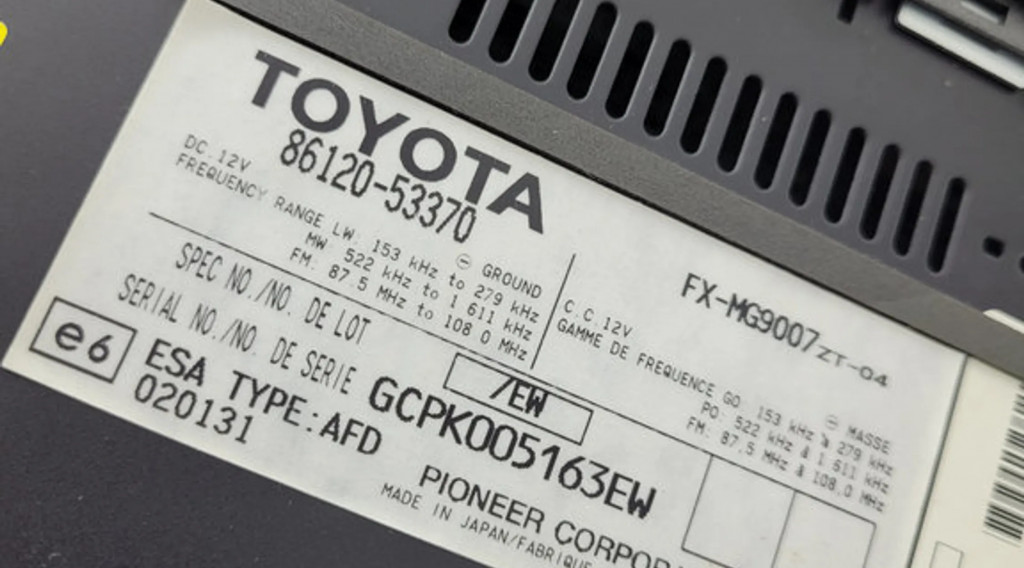 TOYOTA
86120-53370
DC.12V ⊖ GROUND
FREQUENCY RANGE LW: 153 kHz to 279 kHz
MW: 522 kHz to 1 611 kHz
FM: 87.5 MHz to 108.0 MHz
FX-MG9007ZT-04
C.C.12V ⊖ MASSE
GAMME DE FREQUENCE GO: 153 kHz à 279 kHz
PO: 522 kHz à 1 611 kHz
FM: 87,5 MHz à 108,0 MHz
SPEC NO./NO. DE LOT /EW
SERIAL NO./NO. DE SERIE GCPK005163EW
e6 ESA TYPE:AFD
020131
PIONEER
MADE IN JAPAN/